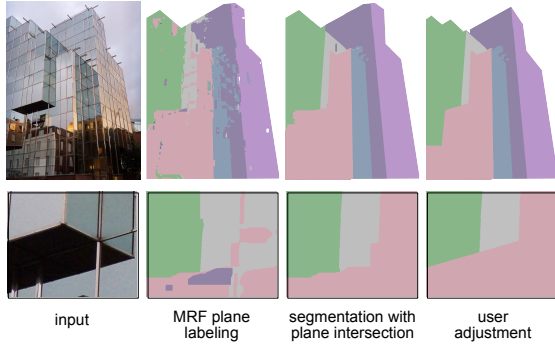 input
MRF plane
labeling
segmentation with
plane intersection
user
adjustment